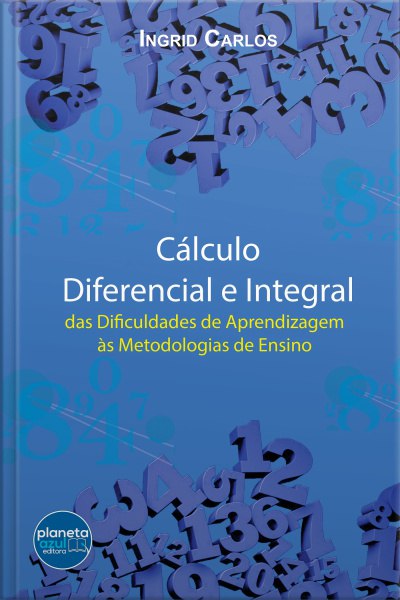 INGRID CARLOS
Cálculo
Diferencial e Integral
das Dificuldades de Aprendizagem
às Metodologias de Ensino
planeta
azul
editora